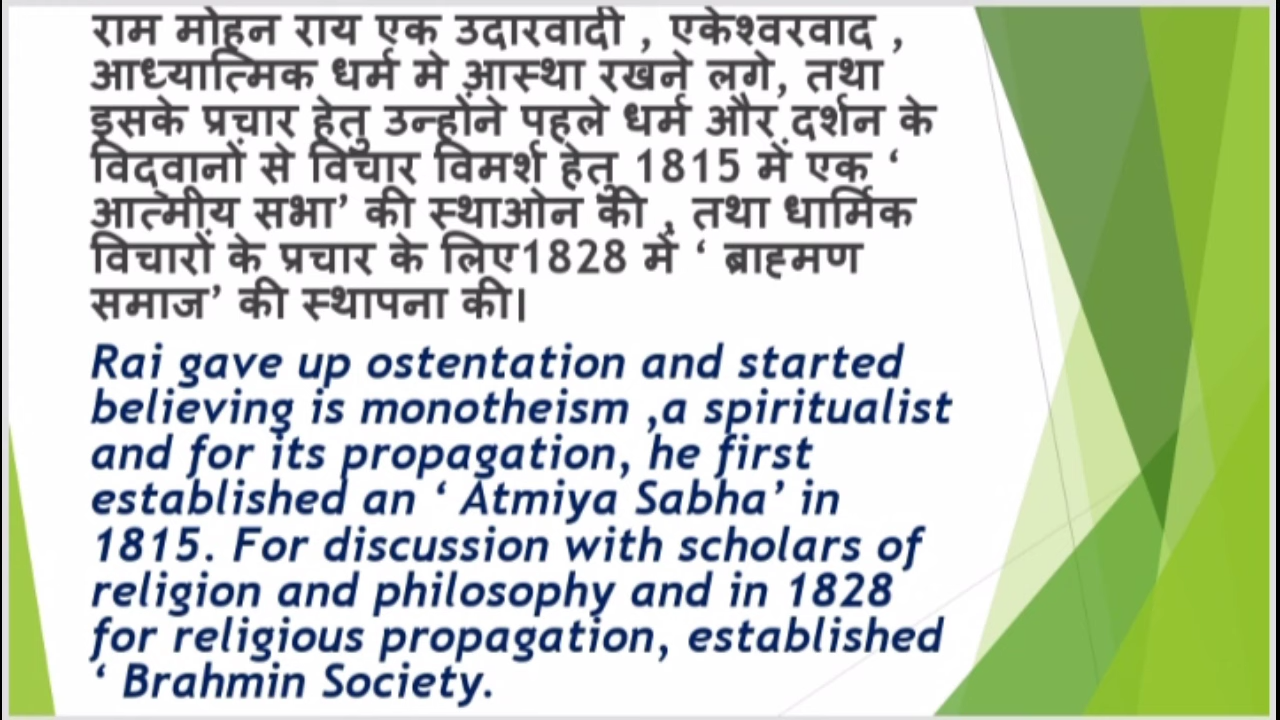 राम मोहन राय एक उदारवादी , एकेश्वरवाद ,
आध्यात्मिक धर्म मे आस्था रखने लगे, तथा
इसके प्रचार हेतु उन्होंने पहले धर्म और दर्शन के
विद्वानों से विचार विमर्श हेतु 1815 में एक ‘
आत्मीय सभा’ की स्थाओन की , तथा धार्मिक
विचारों के प्रचार के लिए1828 में ‘ ब्राह्मण
समाज’ की स्थापना की।
Rai gave up ostentation and started
believing is monotheism ,a spiritualist
and for its propagation, he first
established an ‘ Atmiya Sabha’ in
1815. For discussion with scholars of
religion and philosophy and in 1828
for religious propagation, established
‘ Brahmin Society.